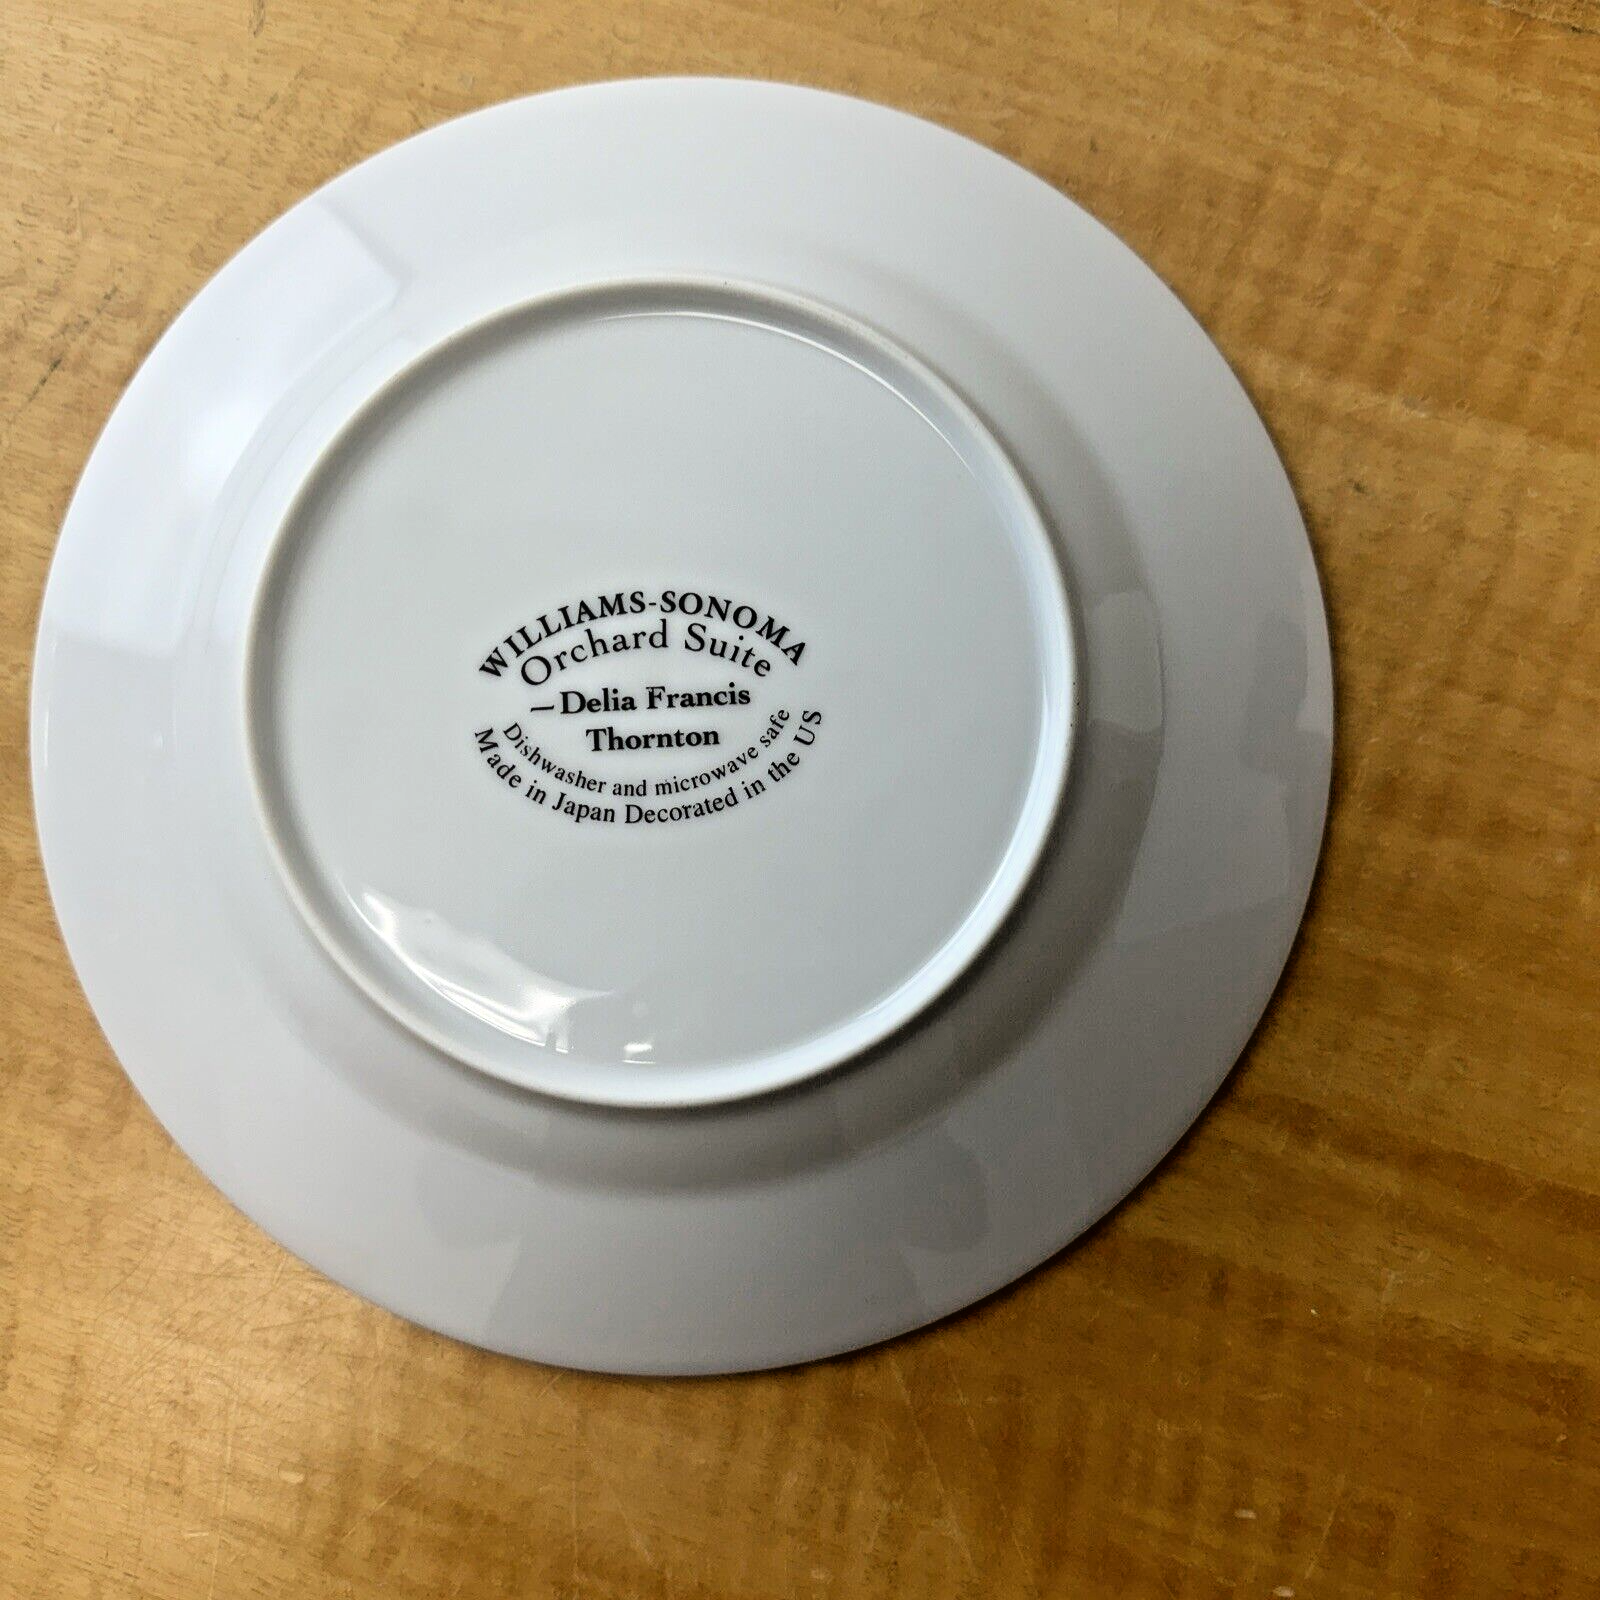 WILLIAMS-SONOMA
Orchard Suite
—Delia Francis
Thornton
Dishwasher and microwave safe
Made in Japan Decorated in the US